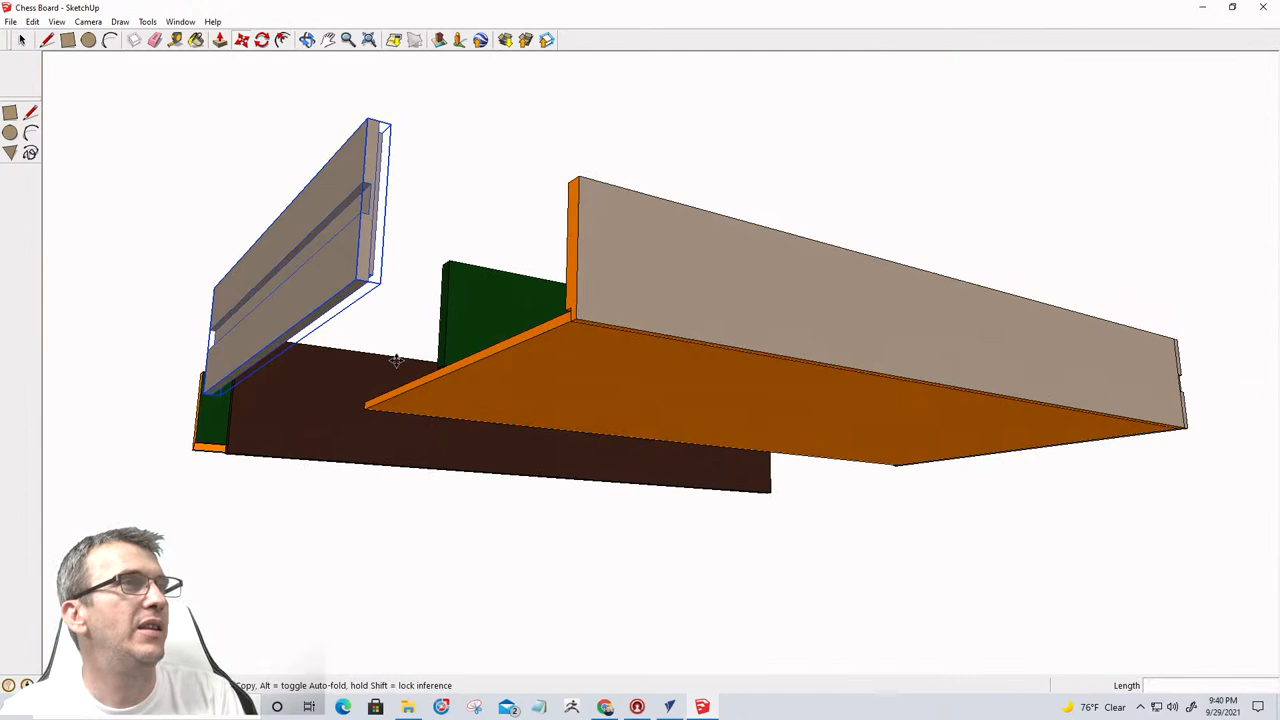 Chess Board - SketchUp
File Edit View Camera Draw Tools Window Help
Copy, Alt = toggle Auto-fold, hold Shift = lock inference
Length
2
76°F Clear
9:40 PM
9/29/2021